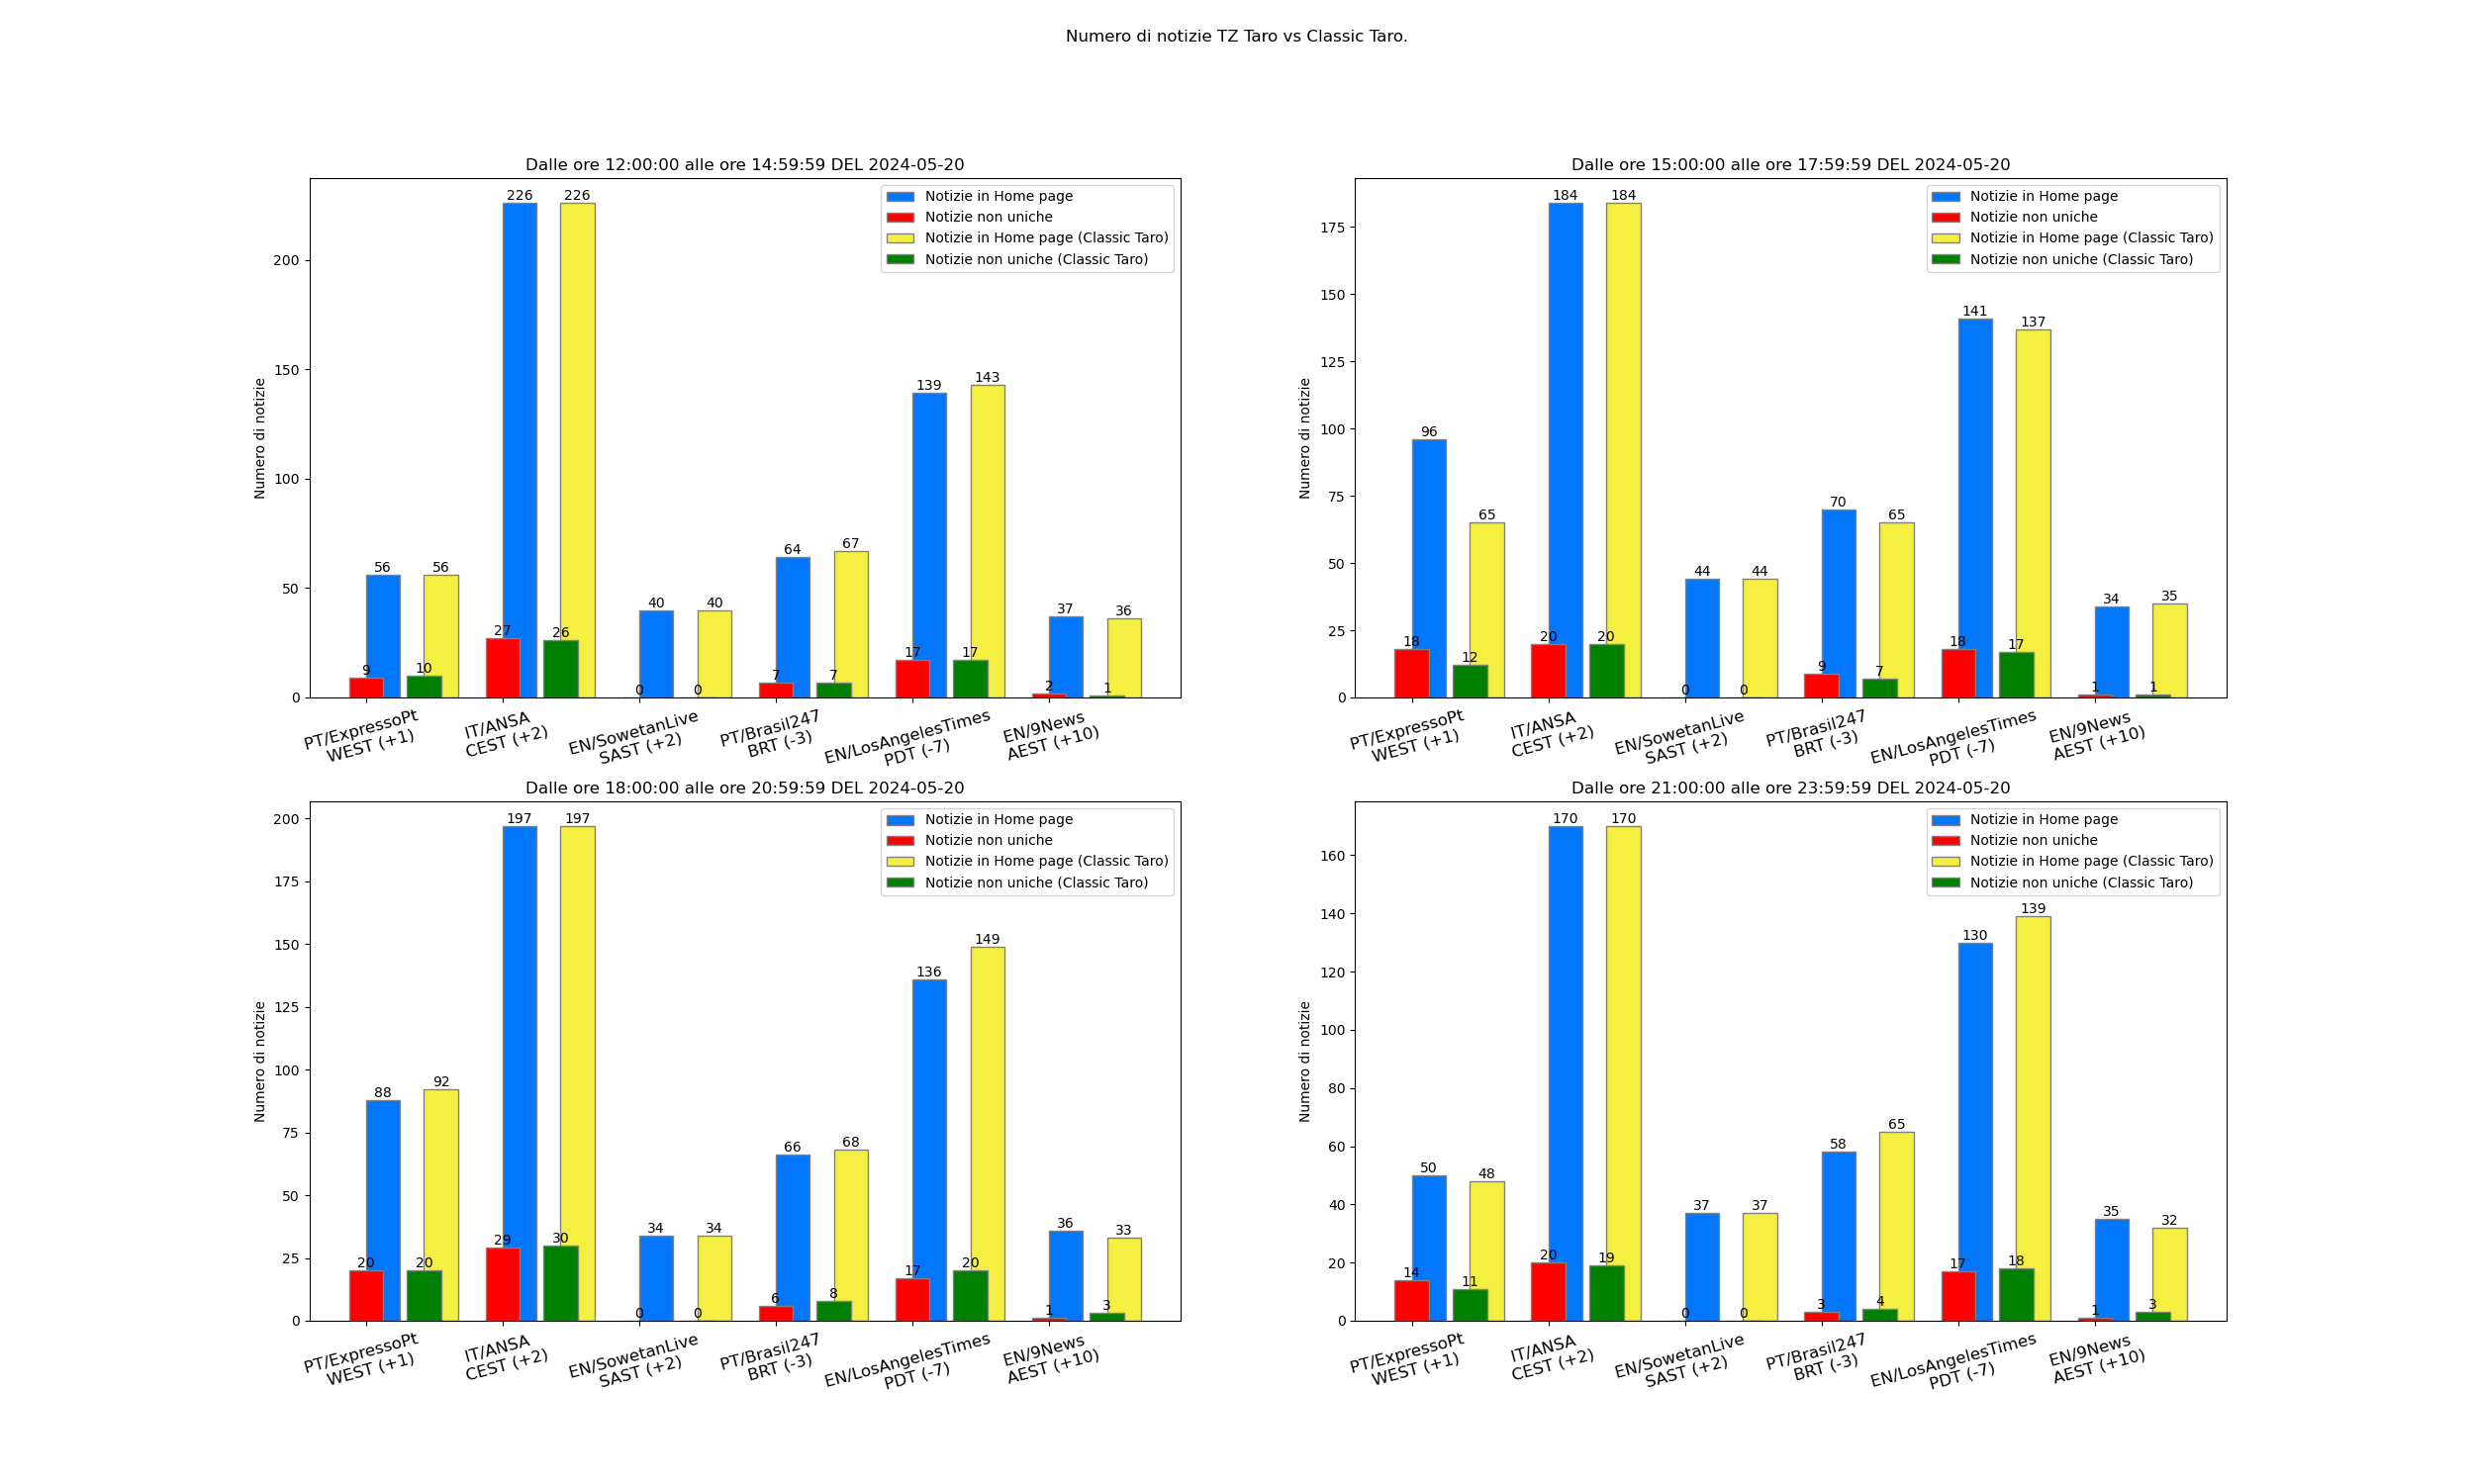 Numero di notizie TZ Taro vs Classic Taro.
Dalle ore 12:00:00 alle ore 14:59:59 DEL 2024-05-20
Numero di notizie
0
50
100
150
200
Notizie in Home page
Notizie non uniche
Notizie in Home page (Classic Taro)
Notizie non uniche (Classic Taro)
9 56 10 56
27 226 26 226
0 40 0 40
7 64 7 67
17 139 17 143
2 37 1 36
PT/ExpressoPt
WEST (+1)
IT/ANSA
CEST (+2)
EN/SowetanLive
SAST (+2)
PT/Brasil247
BRT (-3)
EN/LosAngelesTimes
PDT (-7)
EN/9News
AEST (+10)
Dalle ore 15:00:00 alle ore 17:59:59 DEL 2024-05-20
Numero di notizie
0
25
50
75
100
125
150
175
Notizie in Home page
Notizie non uniche
Notizie in Home page (Classic Taro)
Notizie non uniche (Classic Taro)
18 96 12 65
20 184 20 184
0 44 0 44
9 70 7 65
18 141 17 137
1 34 1 35
PT/ExpressoPt
WEST (+1)
IT/ANSA
CEST (+2)
EN/SowetanLive
SAST (+2)
PT/Brasil247
BRT (-3)
EN/LosAngelesTimes
PDT (-7)
EN/9News
AEST (+10)
Dalle ore 18:00:00 alle ore 20:59:59 DEL 2024-05-20
Numero di notizie
0
25
50
75
100
125
150
175
200
Notizie in Home page
Notizie non uniche
Notizie in Home page (Classic Taro)
Notizie non uniche (Classic Taro)
20 88 20 92
29 197 30 197
0 34 0 34
6 66 8 68
17 136 20 149
1 36 3 33
PT/ExpressoPt
WEST (+1)
IT/ANSA
CEST (+2)
EN/SowetanLive
SAST (+2)
PT/Brasil247
BRT (-3)
EN/LosAngelesTimes
PDT (-7)
EN/9News
AEST (+10)
Dalle ore 21:00:00 alle ore 23:59:59 DEL 2024-05-20
Numero di notizie
0
20
40
60
80
100
120
140
160
Notizie in Home page
Notizie non uniche
Notizie in Home page (Classic Taro)
Notizie non uniche (Classic Taro)
14 50 11 48
20 170 19 170
0 37 0 37
3 58 4 65
17 130 18 139
1 35 3 32
PT/ExpressoPt
WEST (+1)
IT/ANSA
CEST (+2)
EN/SowetanLive
SAST (+2)
PT/Brasil247
BRT (-3)
EN/LosAngelesTimes
PDT (-7)
EN/9News
AEST (+10)